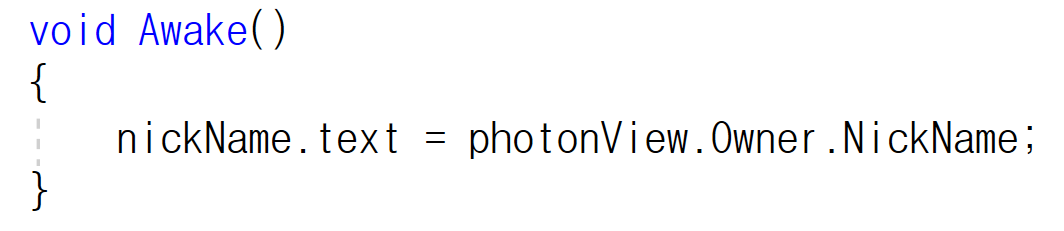 void Awake()
{
    nickName.text = photonView.Owner.NickName;
}